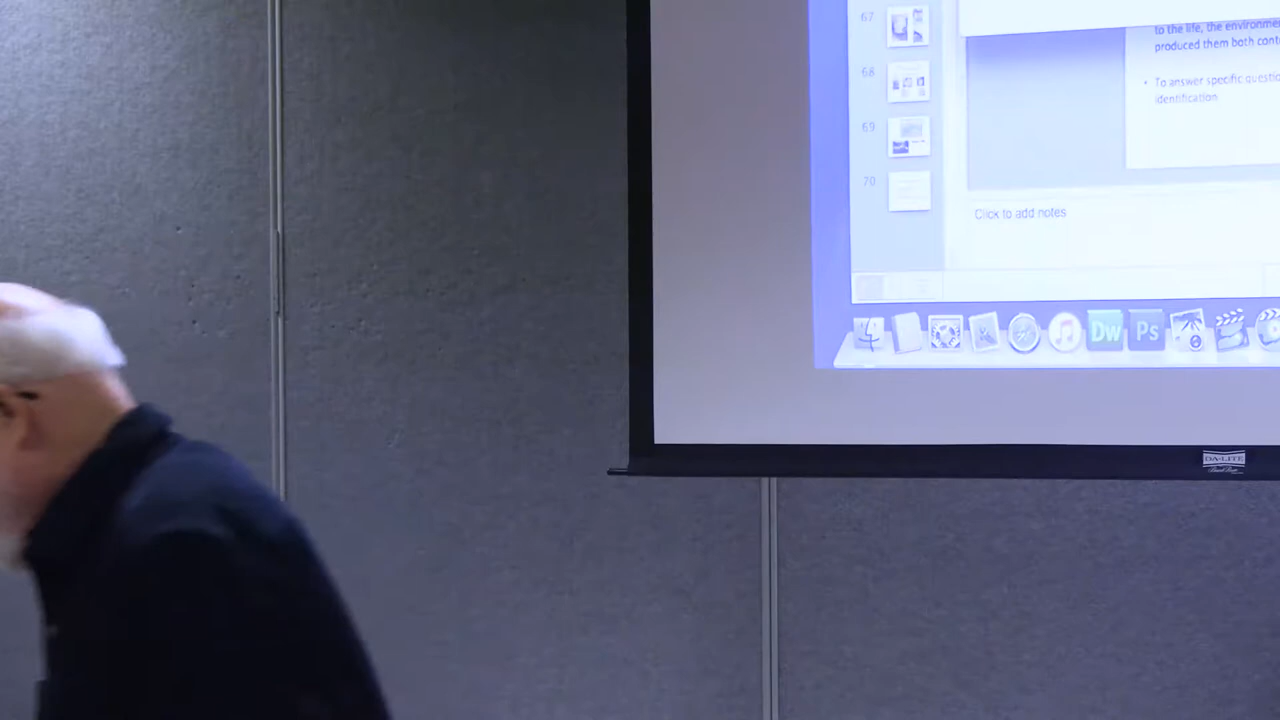 67
to the life, the environme
produced them both cont
68
• To answer specific questio
identification
69
70
Click to add notes
Dw
Ps
DA-LITE